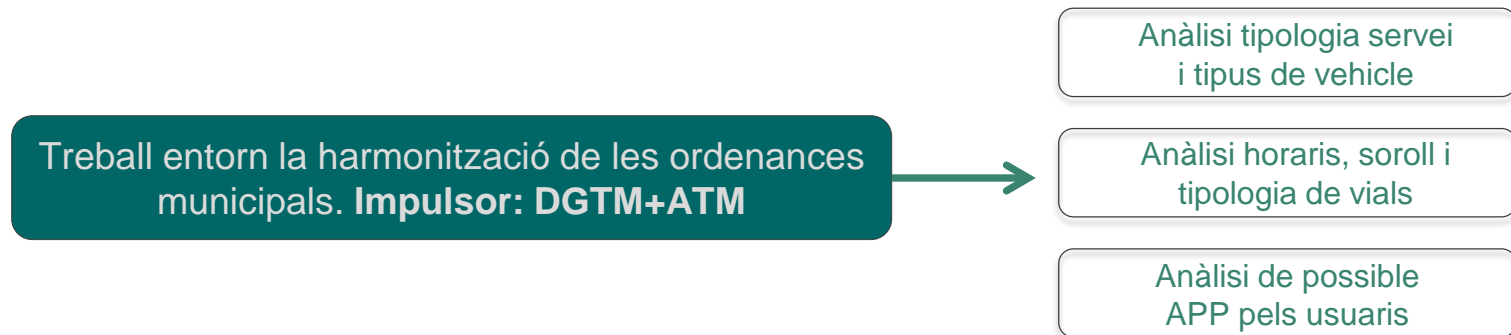 Treball entorn la harmonització de les ordenances
municipals. Impulsor: DGTM+ATM
Anàlisi tipologia servei
i tipus de vehicle
Anàlisi horaris, soroll i
tipologia de vials
Anàlisi de possible
APP pels usuaris